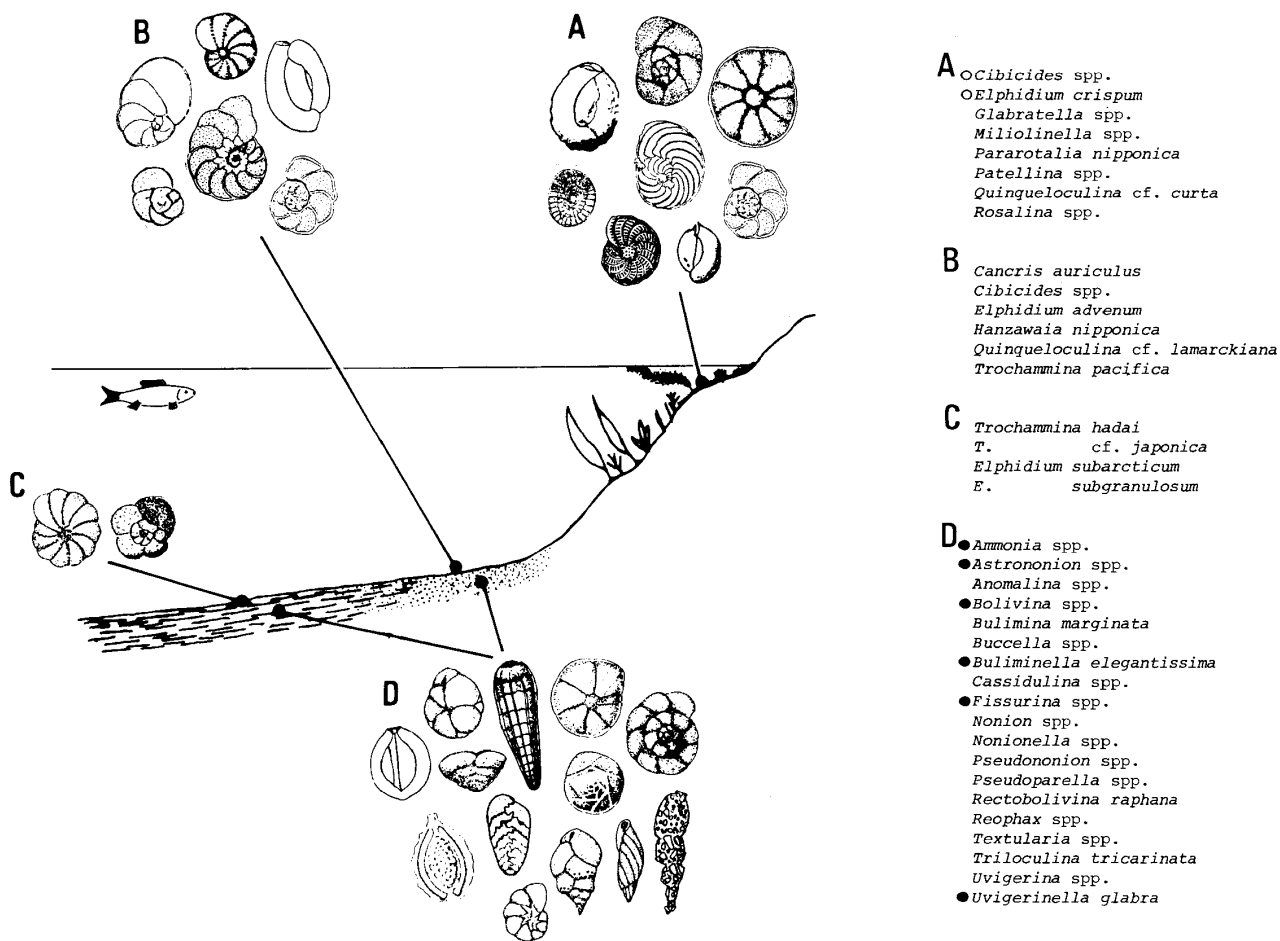 B
A
C
D
A
○Cibicides spp.
○Elphidium crispum
Glabratella spp.
Miliolinella spp.
Pararotalia nipponica
Patellina spp.
Quinqueloculina cf. curta
Rosalina spp.
B
Cancris auriculus
Cibicides spp.
Elphidium advenum
Hanzawaia nipponica
Quinqueloculina cf. lamarckiana
Trochammina pacifica
C
Trochammina hadai
T. cf. japonica
Elphidium subarcticum
E. subgranulosum
D
●Ammonia spp.
●Astrononion spp.
Anomalina spp.
●Bolivina spp.
Bulimina marginata
Buccella spp.
●Buliminella elegantissima
Cassidulina spp.
●Fissurina spp.
Nonion spp.
Nonionella spp.
Pseudononion spp.
Pseudoparella spp.
Rectobolivina raphana
Reophax spp.
Textularia spp.
Triloculina tricarinata
Uvigerina spp.
●Uvigerinella glabra